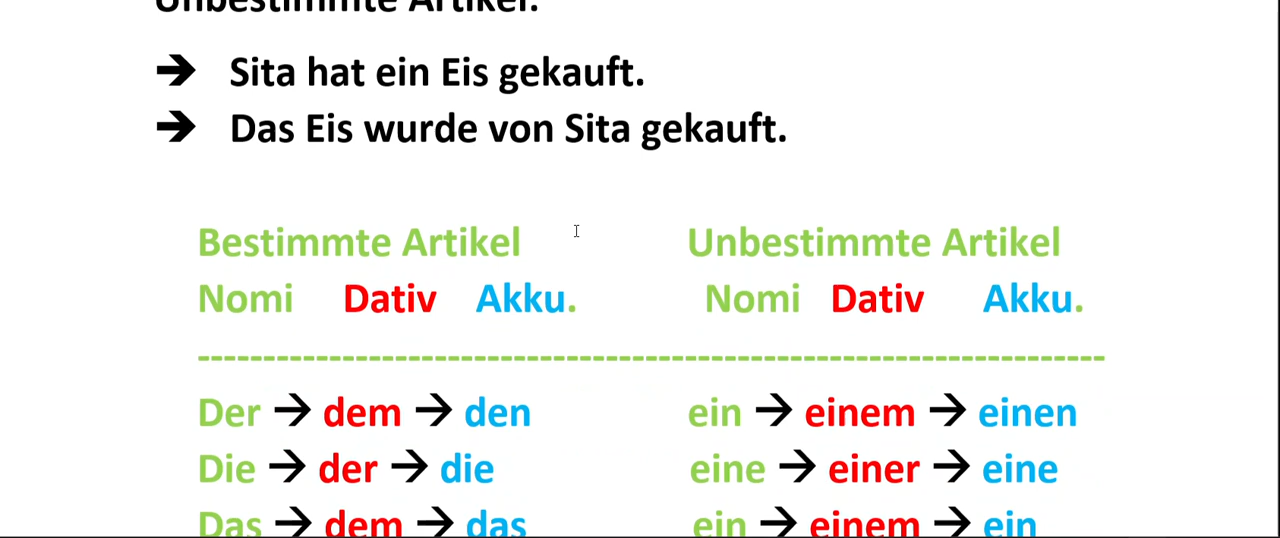 Unbestimmte Artikel.
➔ Sita hat ein Eis gekauft.
➔ Das Eis wurde von Sita gekauft.
Bestimmte Artikel Unbestimmte Artikel
Nomi Dativ Akku. Nomi Dativ Akku.
----------------------------------------------------------------------
Der → dem → den ein → einem → einen
Die → der → die eine → einer → eine
Das → dem → das ein → einem → ein